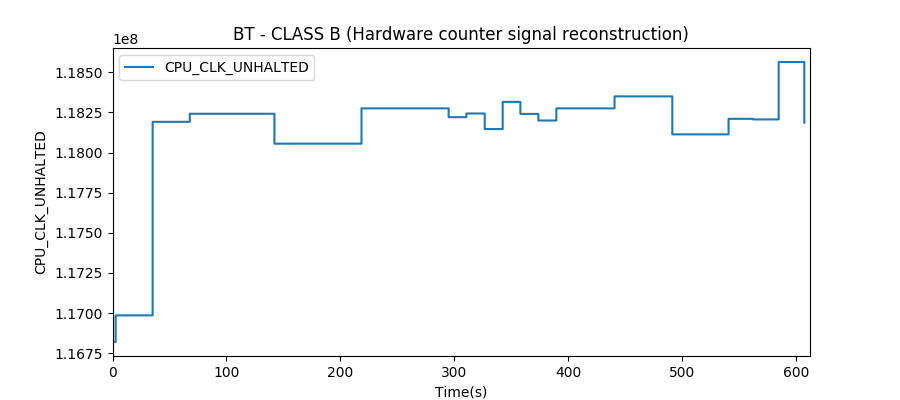 BT - CLASS B (Hardware counter signal reconstruction)
1e8
CPU_CLK_UNHALTED
1.1850
1.1825
1.1800
1.1775
1.1750
1.1725
1.1700
1.1675
CPU_CLK_UNHALTED
0 100 200 300 400 500 600
Time(s)